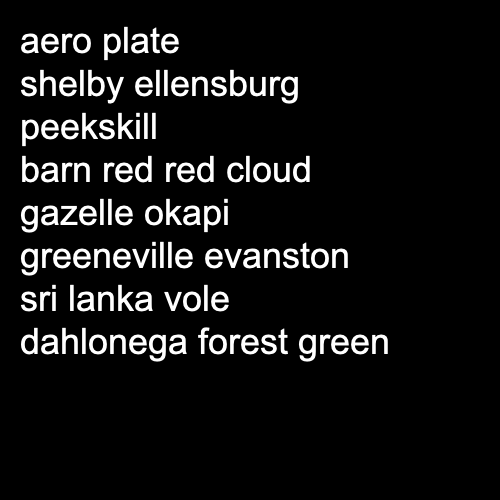 aero plate
shelby ellensburg
peekskill
barn red red cloud
gazelle okapi
greeneville evanston
sri lanka vole
dahlonega forest green